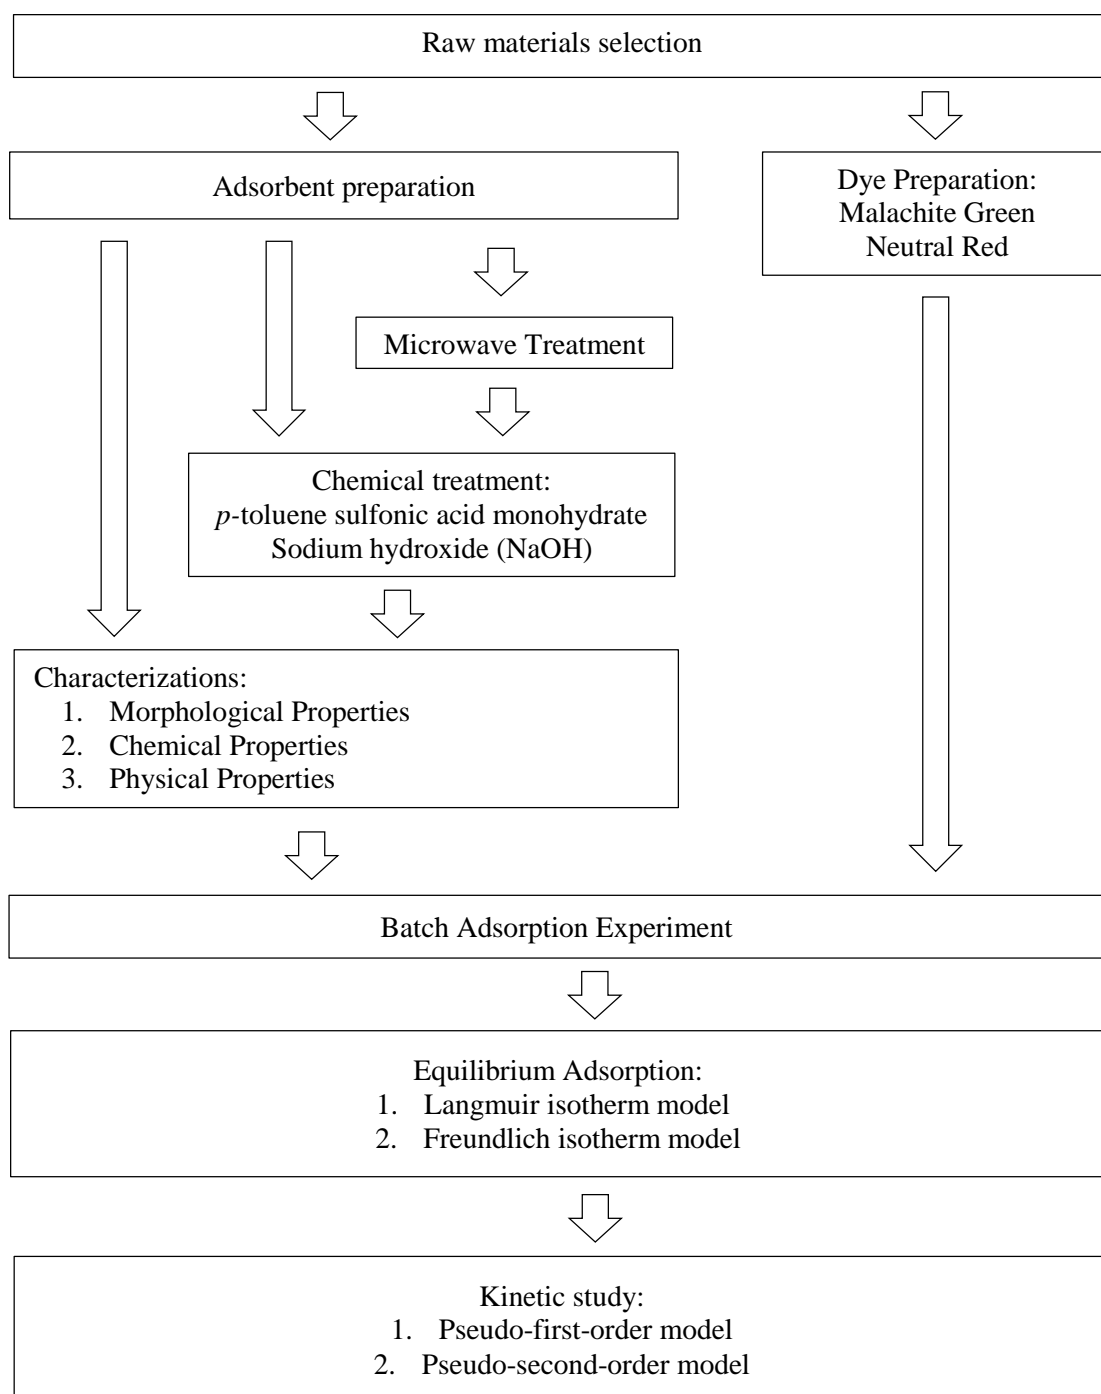 Raw materials selection
Adsorbent preparation
Dye Preparation:
Malachite Green
Neutral Red
Microwave Treatment
Chemical treatment:
p-toluene sulfonic acid monohydrate
Sodium hydroxide (NaOH)
Characterizations:
1. Morphological Properties
2. Chemical Properties
3. Physical Properties
Batch Adsorption Experiment
Equilibrium Adsorption:
1. Langmuir isotherm model
2. Freundlich isotherm model
Kinetic study:
1. Pseudo-first-order model
2. Pseudo-second-order model